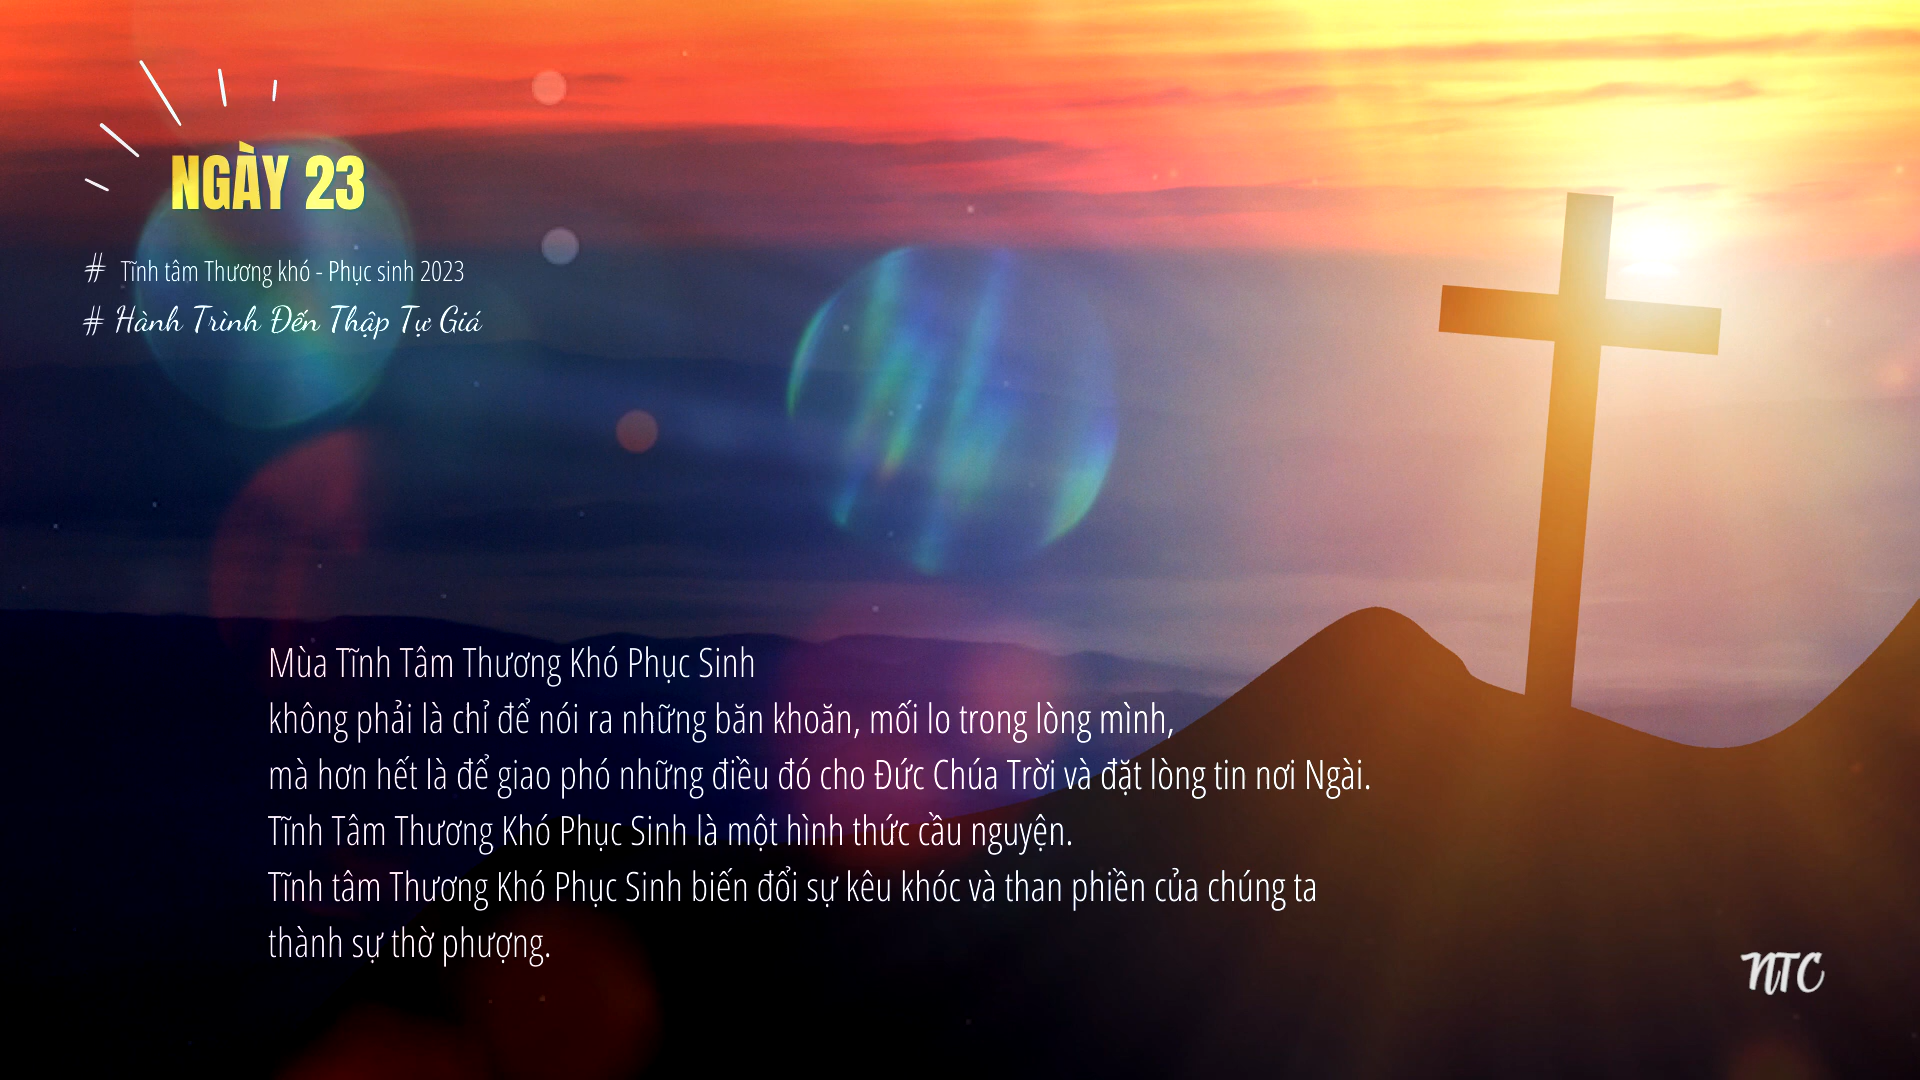 NGÀY 23
# Tĩnh tâm Thương khó - Phục sinh 2023
# Hành Trình Đến Thập Tự Giá
Mùa Tĩnh Tâm Thương Khó Phục Sinh
không phải là chỉ để nói ra những băn khoăn, mối lo trong lòng mình,
mà hơn hết là để giao phó những điều đó cho Đức Chúa Trời và đặt lòng tin nơi Ngài.
Tĩnh Tâm Thương Khó Phục Sinh là một hình thức cầu nguyện.
Tĩnh tâm Thương Khó Phục Sinh biến đổi sự kêu khóc và than phiền của chúng ta
thành sự thờ phượng.
NTC